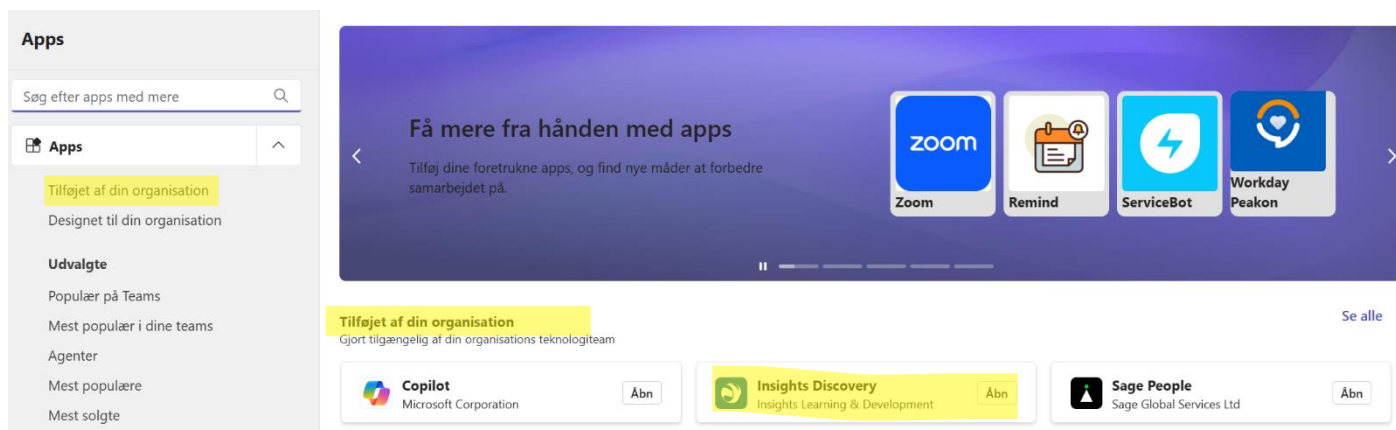 Apps
Søg efter apps med mere
Apps
Tilføjet af din organisation
Designet til din organisation
Udvalgte
Populær på Teams
Mest populær i dine teams
Agenter
Mest populære
Mest solgte
Få mere fra hånden med apps
Tilføj dine foretrukne apps, og find nye måder at forbedre
samarbejdet på.
zoom
Zoom
Remind
ServiceBot
Workday
Peakon
Tilføjet af din organisation
Se alle
Gjort tilgængelig af din organisations teknologiteam
Copilot
Microsoft Corporation
Åbn
Insights Discovery
Insights Learning & Development
Åbn
Sage People
Sage Global Services Ltd
Åbn